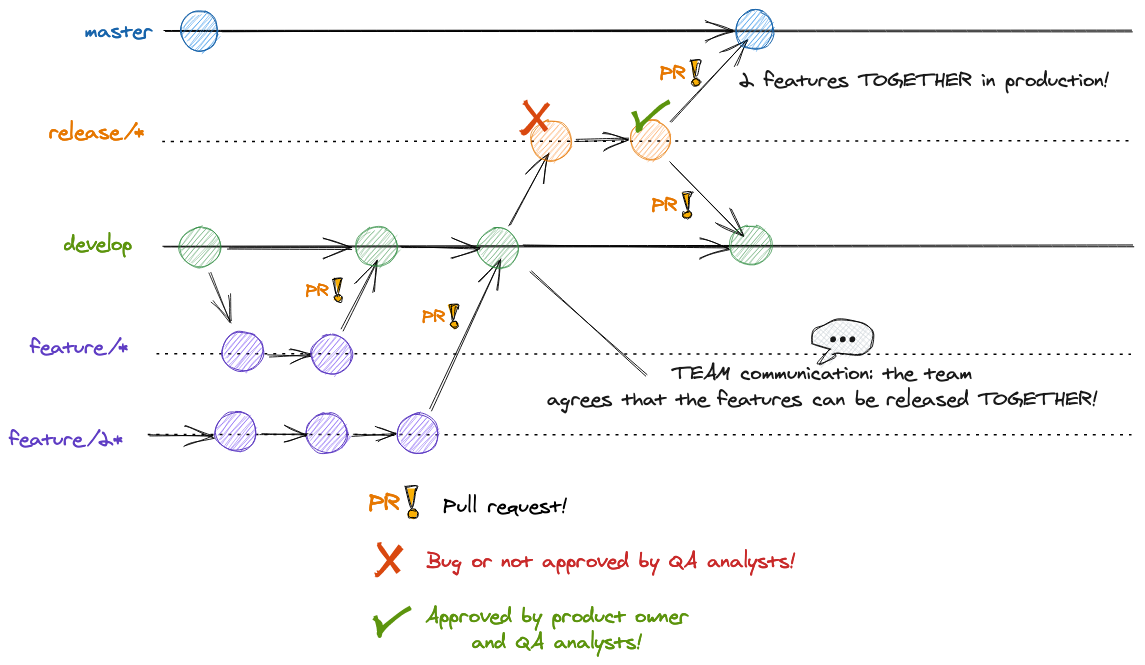 master
PR!
2 features TOGETHER in production!
release/*
PR!
develop
PR!
PR!
feature/*
TEAM communication: the team
agrees that the features can be released TOGETHER!
feature/2*
PR! Pull request!
Bug or not approved by QA analysts!
Approved by product owner
and QA analysts!